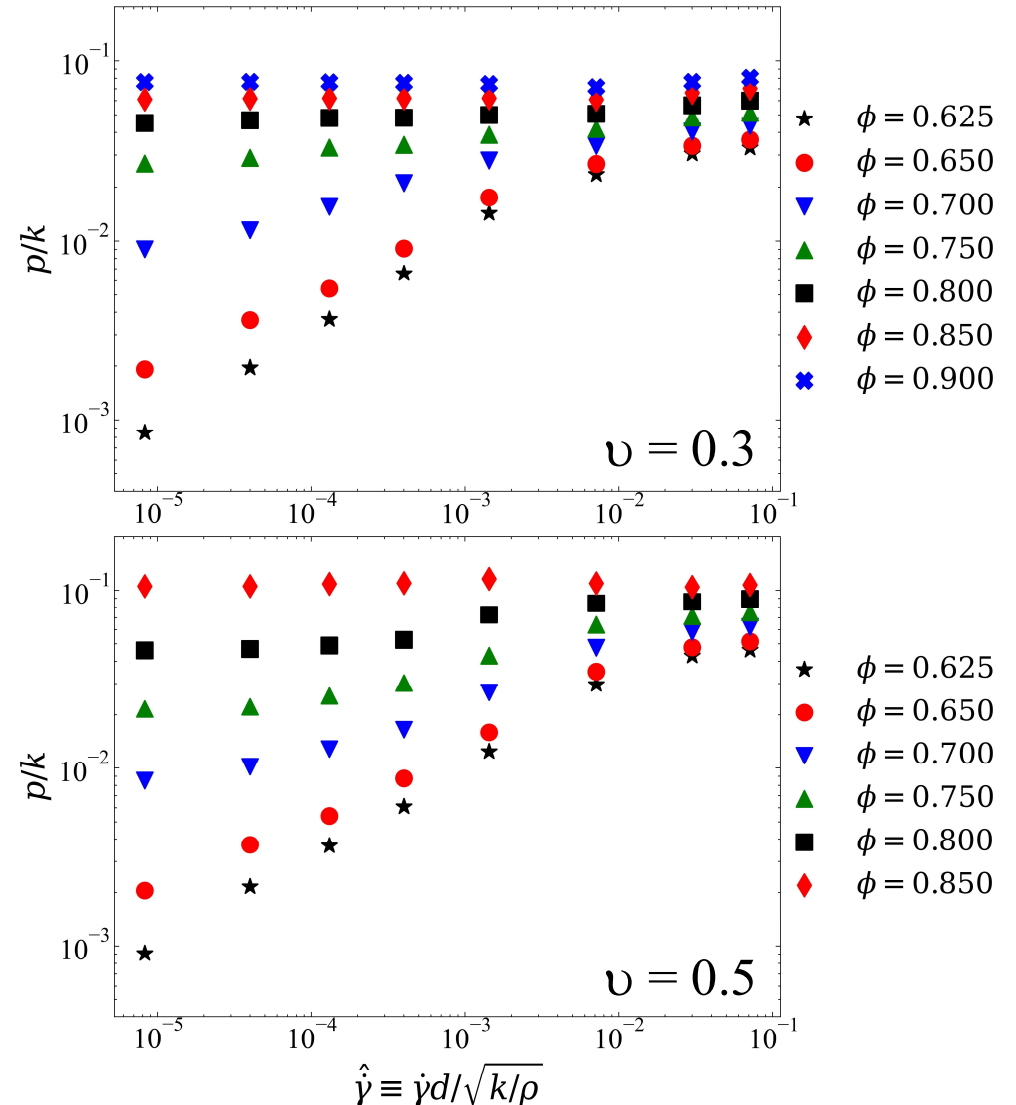 10⁻¹
10⁻²
10⁻³
p/k
υ = 0.3
10⁻⁵ 10⁻⁴ 10⁻³ 10⁻² 10⁻¹
ϕ = 0.625
ϕ = 0.650
ϕ = 0.700
ϕ = 0.750
ϕ = 0.800
ϕ = 0.850
ϕ = 0.900
10⁻¹
10⁻²
10⁻³
p/k
υ = 0.5
10⁻⁵ 10⁻⁴ 10⁻³ 10⁻² 10⁻¹
ϕ = 0.625
ϕ = 0.650
ϕ = 0.700
ϕ = 0.750
ϕ = 0.800
ϕ = 0.850
γ̇̂ ≡ γ̇d/√(k/ρ)